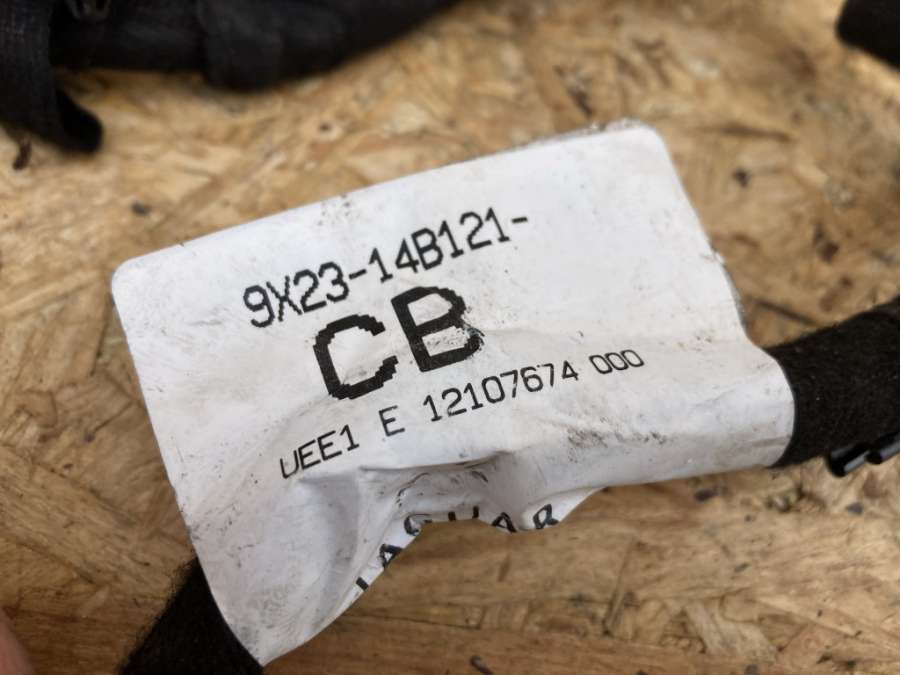 9X23-14B121-
CB
UEE1 E 12107674 000
JAGUAR